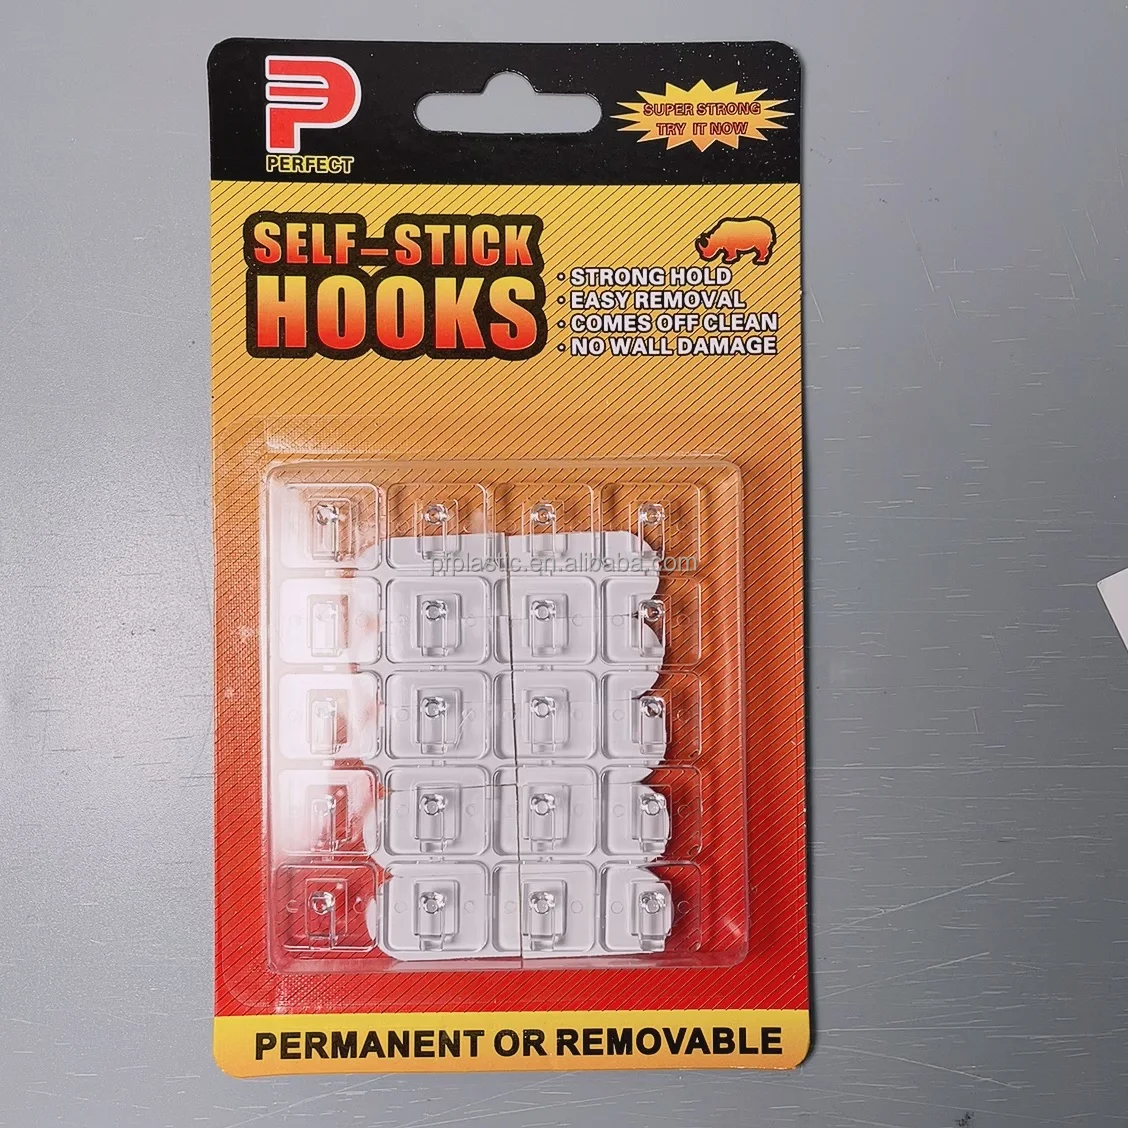 P
PERFECT
SUPER STRONG
TRY IT NOW
SELF-STICK
HOOKS
· STRONG HOLD
· EASY REMOVAL
· COMES OFF CLEAN
· NO WALL DAMAGE
pfplastic.en.alibaba.com
PERMANENT OR REMOVABLE